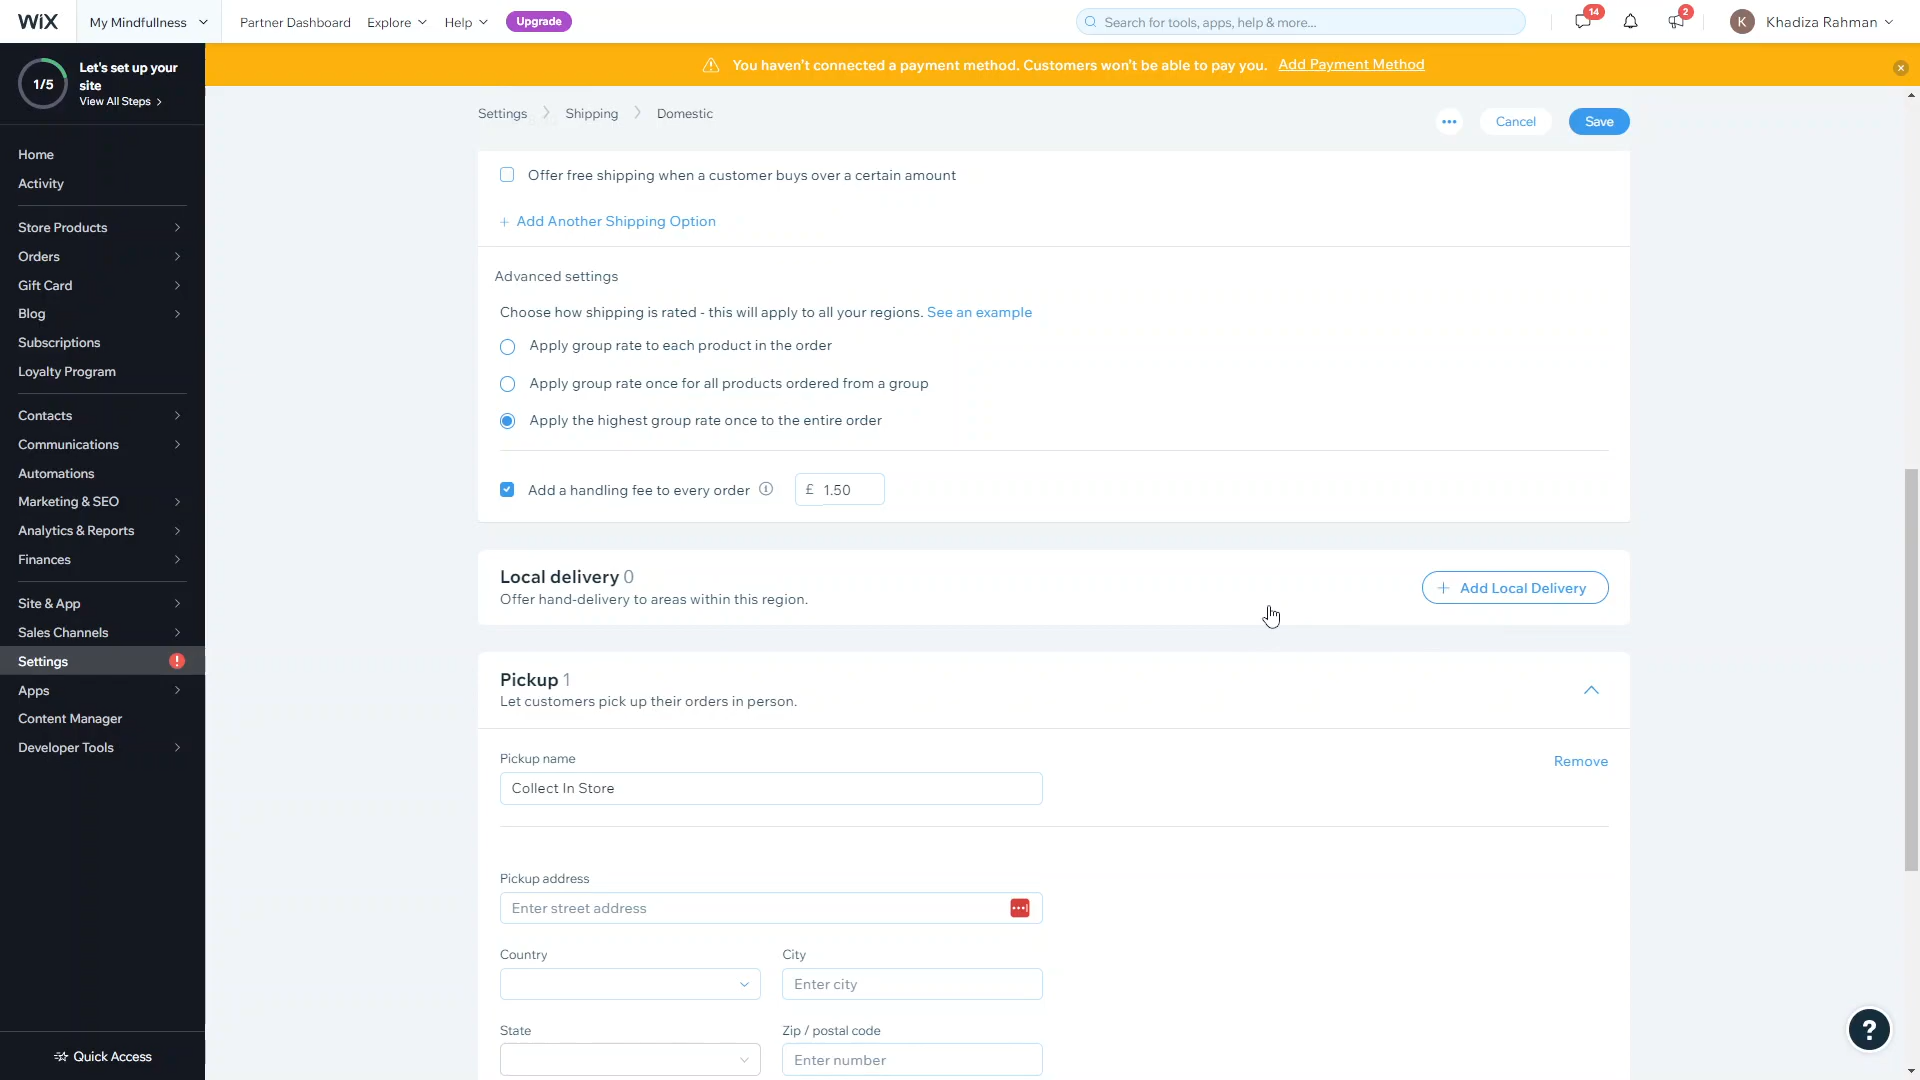 WiX
My Mindfullness
Partner Dashboard
Explore
Help
Upgrade
Search for tools, apps, help & more...
14
2
K
Khadiza Rahman
1/5
Let's set up your
site
View All Steps
You haven't connected a payment method. Customers won't be able to pay you. Add Payment Method
Home
Activity
Store Products
Orders
Gift Card
Blog
Subscriptions
Loyalty Program
Contacts
Communications
Automations
Marketing & SEO
Analytics & Reports
Finances
Site & App
Sales Channels
Settings
Apps
Content Manager
Developer Tools
Quick Access
Settings
Shipping
Domestic
Cancel
Save
Offer free shipping when a customer buys over a certain amount
+ Add Another Shipping Option
Advanced settings
Choose how shipping is rated - this will apply to all your regions. See an example
Apply group rate to each product in the order
Apply group rate once for all products ordered from a group
Apply the highest group rate once to the entire order
Add a handling fee to every order
£ 1.50
Local delivery 0
Offer hand-delivery to areas within this region.
+ Add Local Delivery
Pickup 1
Let customers pick up their orders in person.
Pickup name
Remove
Collect In Store
Pickup address
Enter street address
Country
City
Enter city
State
Zip / postal code
Enter number
?